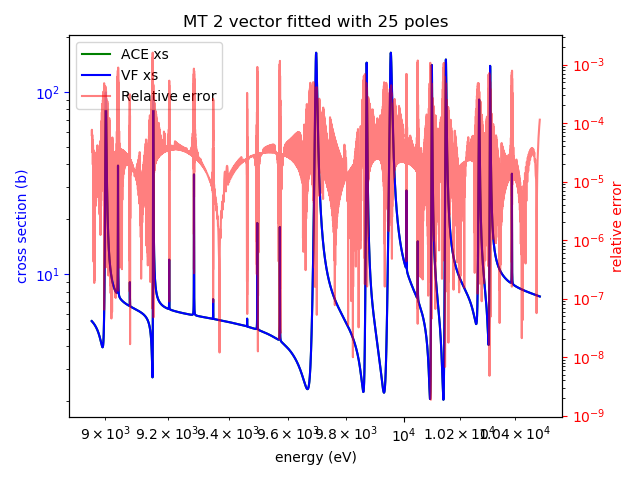 MT 2 vector fitted with 25 poles
ACE xs
VF xs
Relative error
10²
10¹
cross section (b)
10⁻³
10⁻⁴
10⁻⁵
10⁻⁶
10⁻⁷
10⁻⁸
10⁻⁹
relative error
9 × 10³ 9.2 × 10³ 9.4 × 10³ 9.6 × 10³ 9.8 × 10³ 10⁴ 1.02 × 10⁴ 1.04 × 10⁴
energy (eV)